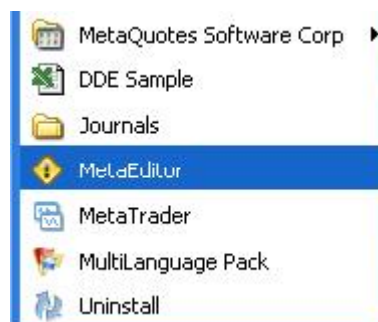 MetaQuotes Software Corp
DDE Sample
Journals
MetaEditor
MetaTrader
MultiLanguage Pack
Uninstall